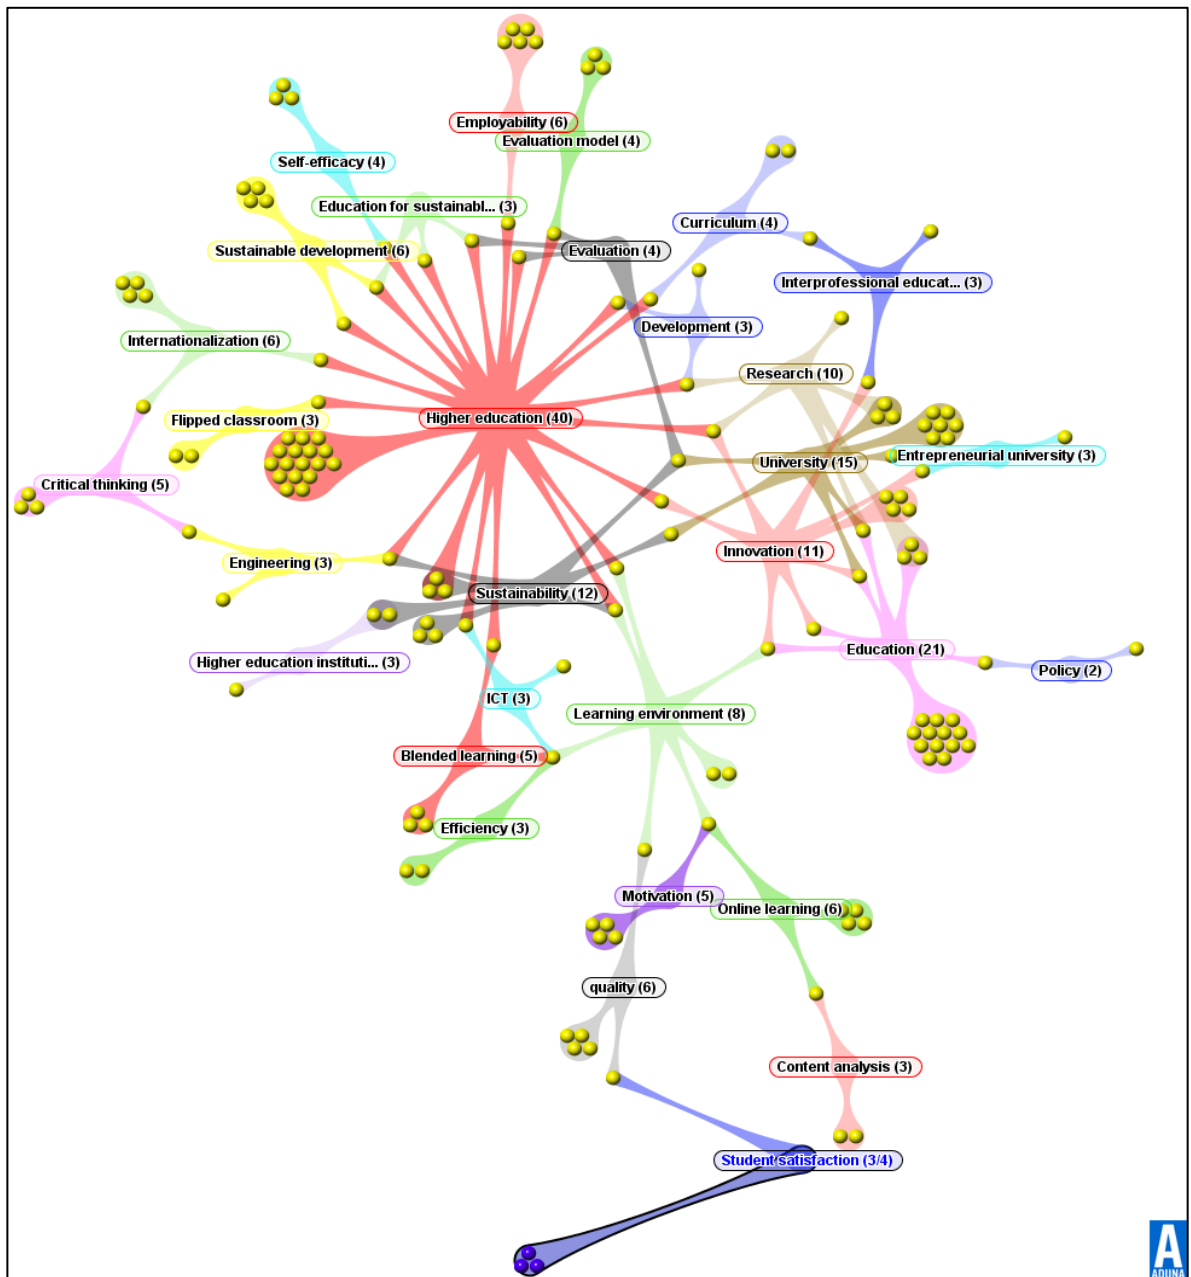 Employability (6)
Evaluation model (4)
Self-efficacy (4)
Education for sustainabl... (3)
Curriculum (4)
Sustainable development (6)
Evaluation (4)
Interprofessional educat... (3)
Development (3)
Internationalization (6)
Research (10)
Higher education (40)
Flipped classroom (3)
Entrepreneurial university (3)
University (15)
Critical thinking (5)
Innovation (11)
Engineering (3)
Sustainability (12)
Education (21)
Higher education instituti... (3)
Policy (2)
ICT (3)
Learning environment (8)
Blended learning (5)
Efficiency (3)
Motivation (5)
Online learning (6)
quality (6)
Content analysis (3)
Student satisfaction (3/4)
A
ADUNA